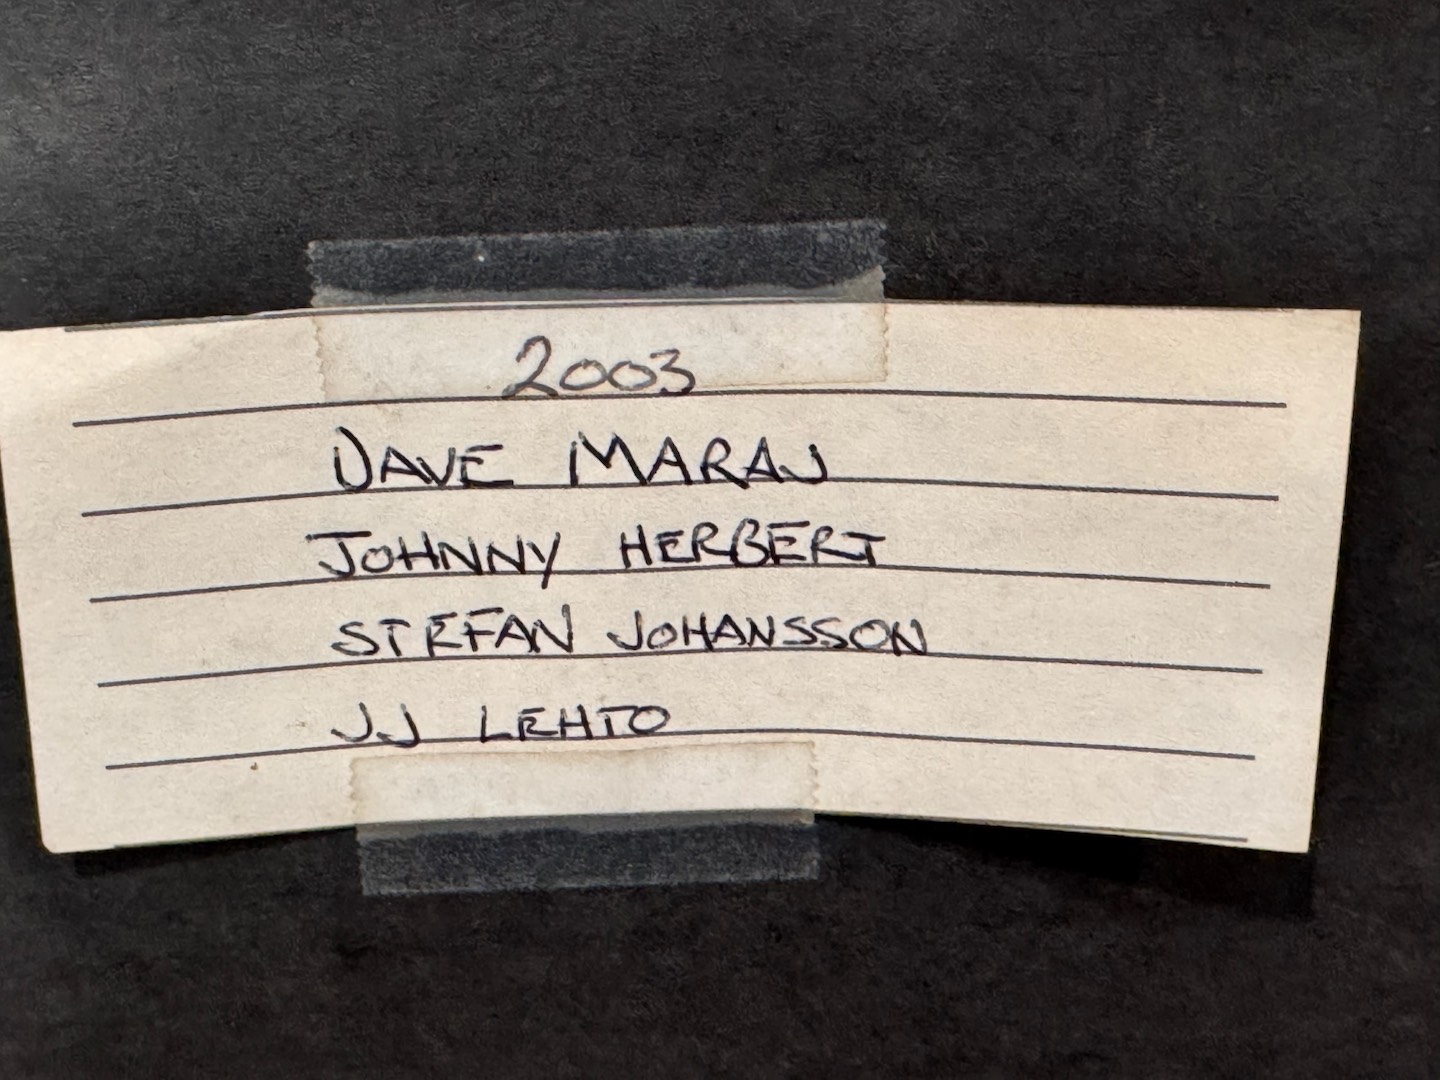 2003
DAVE MARAJ
JOHNNY HERBERT
STEFAN JOHANSSON
JJ LEHTO